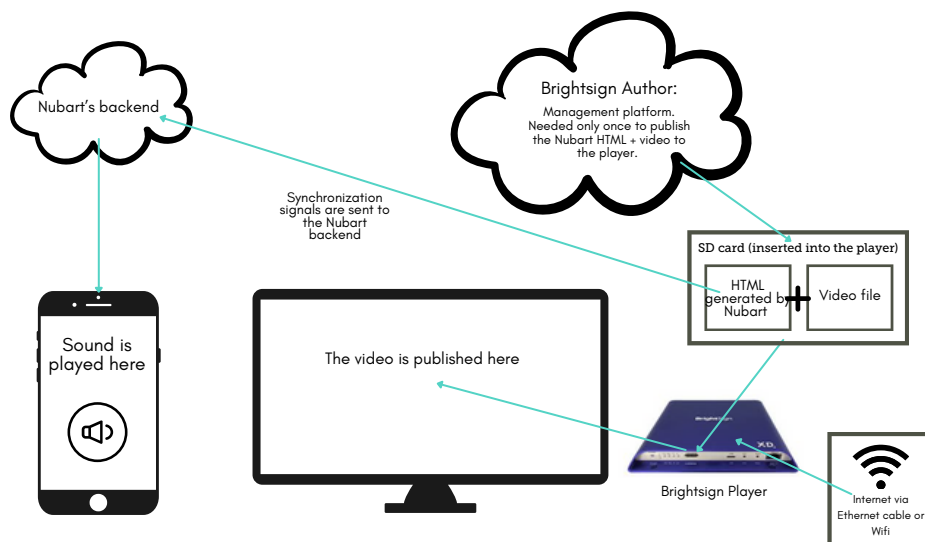 Nubart's backend
Brightsign Author:
Management platform.
Needed only once to publish
the Nubart HTML + video to
the player.
Synchronization
signals are sent to
the Nubart
backend
SD card (inserted into the player)
HTML
generated by
Nubart
+
Video file
Sound is
played here
The video is published here
BrightSign
XD
Brightsign Player
Internet via
Ethernet cable or
Wifi